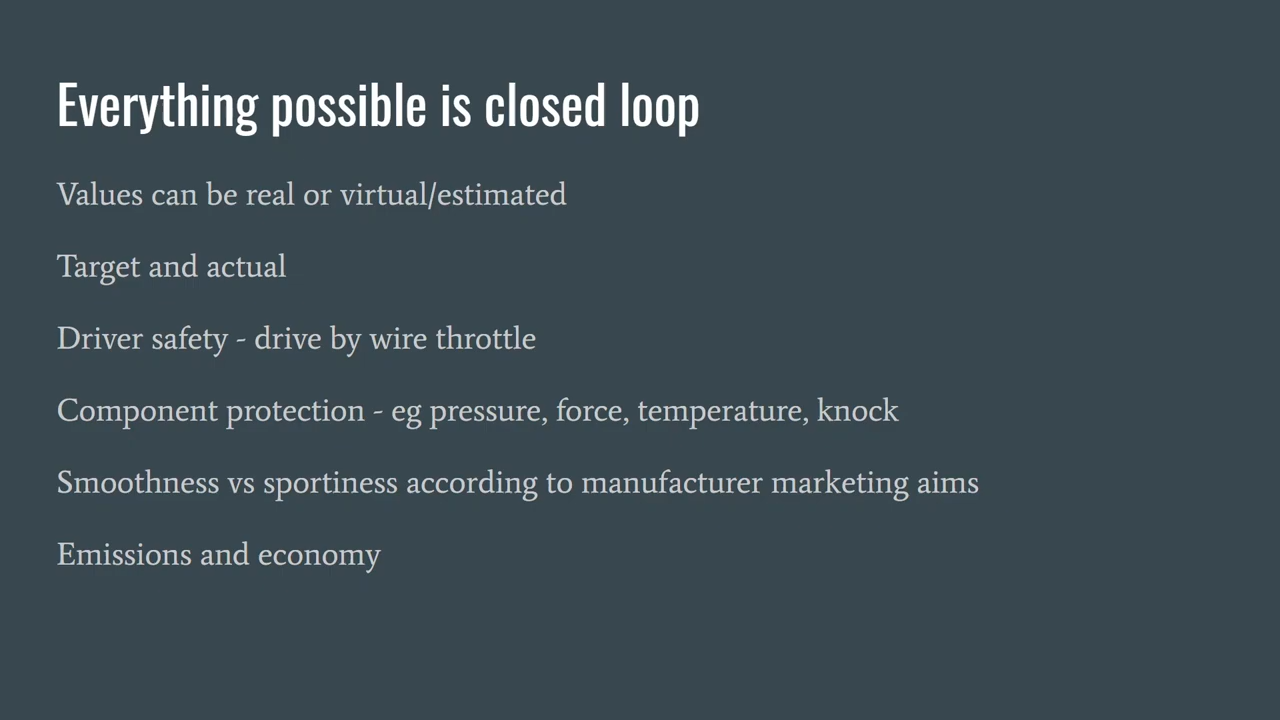 Everything possible is closed loop
Values can be real or virtual/estimated
Target and actual
Driver safety - drive by wire throttle
Component protection - eg pressure, force, temperature, knock
Smoothness vs sportiness according to manufacturer marketing aims
Emissions and economy